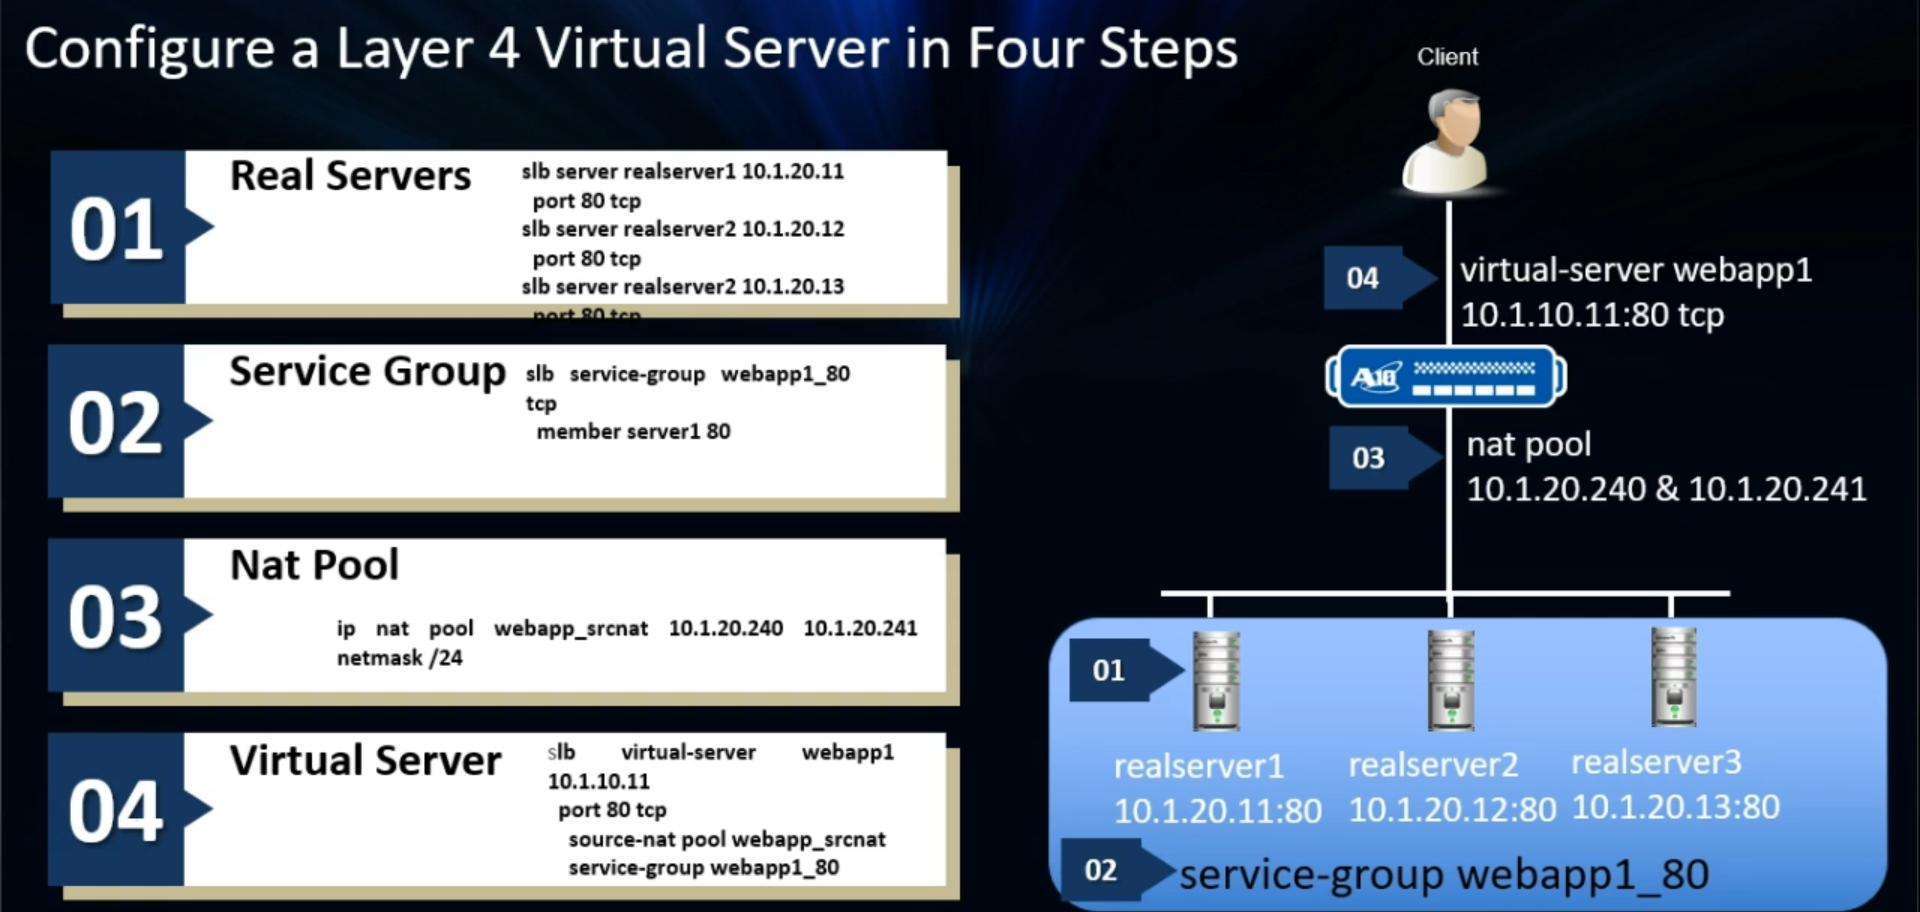 Configure a Layer 4 Virtual Server in Four Steps
01
Real Servers
slb server realserver1 10.1.20.11
port 80 tcp
slb server realserver2 10.1.20.12
port 80 tcp
slb server realserver2 10.1.20.13
port 80 tcp
02
Service Group
slb service-group webapp1_80
tcp
member server1 80
03
Nat Pool
ip nat pool webapp_srcnat 10.1.20.240 10.1.20.241
netmask /24
04
Virtual Server
slb virtual-server webapp1
10.1.10.11
port 80 tcp
source-nat pool webapp_srcnat
service-group webapp1_80
Client
04
virtual-server webapp1
10.1.10.11:80 tcp
A10
03
nat pool
10.1.20.240 & 10.1.20.241
01
realserver1
10.1.20.11:80
realserver2
10.1.20.12:80
realserver3
10.1.20.13:80
02
service-group webapp1_80